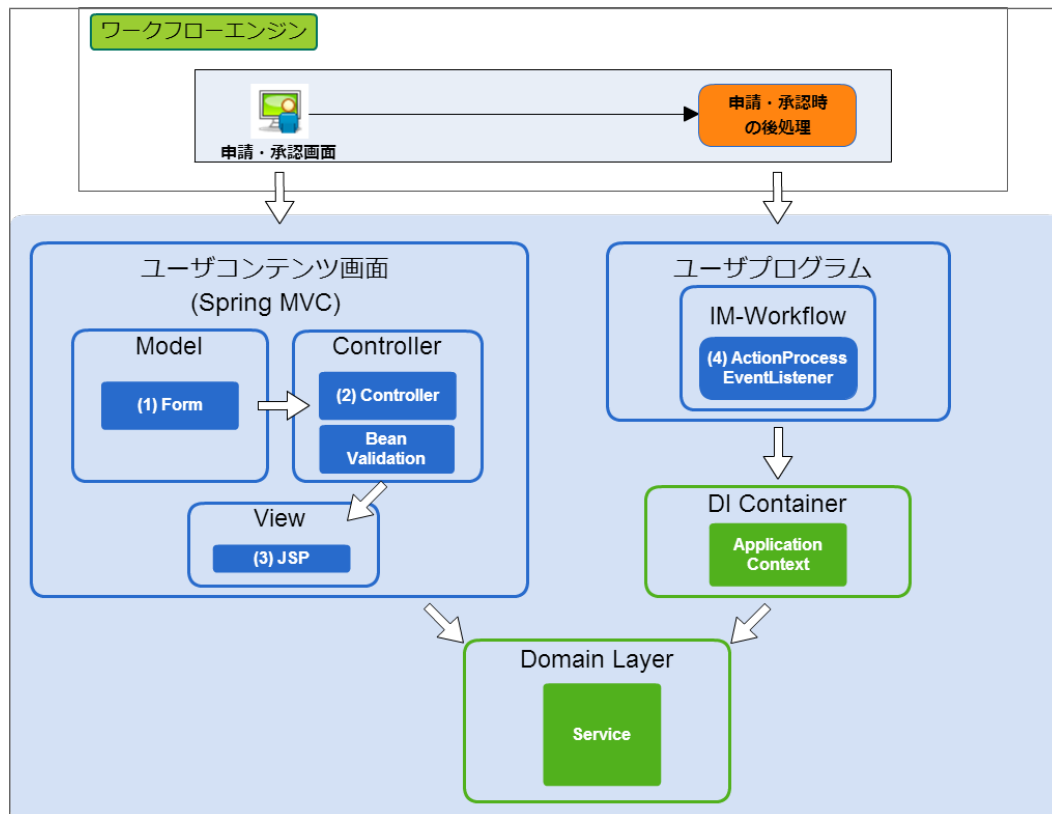 ワークフローエンジン
申請・承認画面
申請・承認時
の後処理
ユーザコンテンツ画面
(Spring MVC)
Model
(1) Form
Controller
(2) Controller
Bean
Validation
View
(3) JSP
ユーザプログラム
IM-Workflow
(4) ActionProcess
EventListener
DI Container
Application
Context
Domain Layer
Service